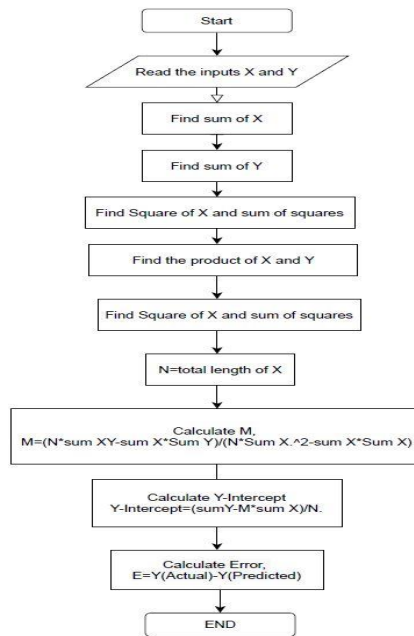 Start
Read the inputs X and Y
Find sum of X
Find sum of Y
Find Square of X and sum of squares
Find the product of X and Y
Find Square of X and sum of squares
N=total length of X
Calculate M,
M=(N*sum XY-sum X*Sum Y)/(N*Sum X.^2-sum X*Sum X)
Calculate Y-Intercept
Y-Intercept=(sumY-M*sum X)/N.
Calculate Error,
E=Y(Actual)-Y(Predicted)
END